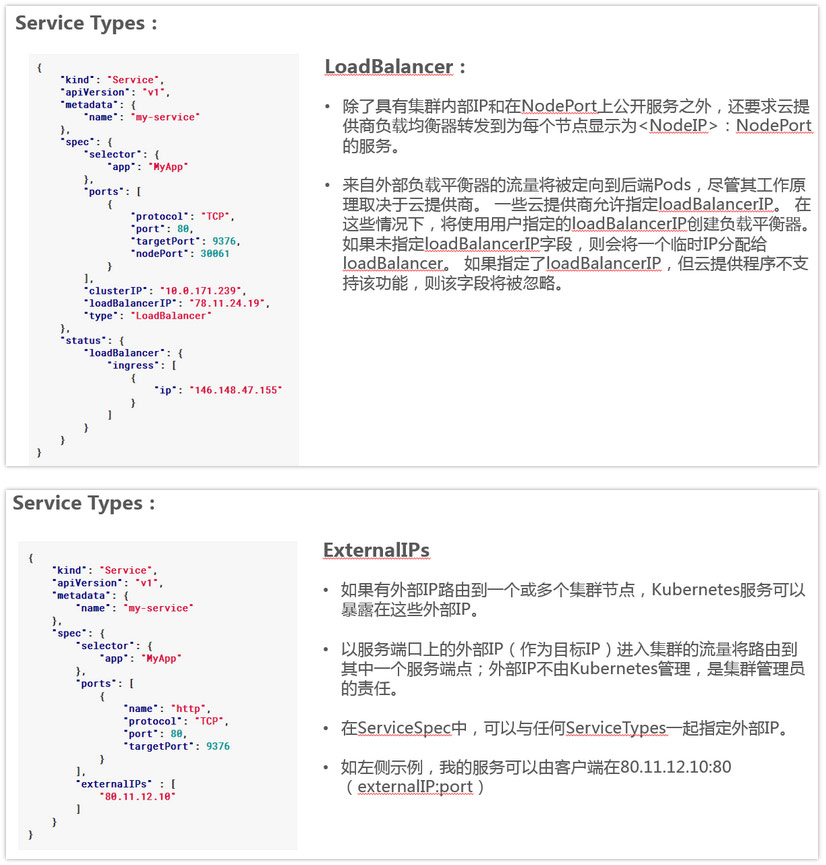 Service Types：
{
"kind": "Service",
"apiVersion": "v1",
"metadata": {
"name": "my-service"
},
"spec": {
"selector": {
"app": "MyApp"
},
"ports": [
{
"protocol": "TCP",
"port": 80,
"targetPort": 9376,
"nodePort": 30061
}
],
"clusterIP": "10.0.171.239",
"loadBalancerIP": "78.11.24.19",
"type": "LoadBalancer"
},
"status": {
"loadBalancer": {
"ingress": [
{
"ip": "146.148.47.155"
}
]
}
}
}
LoadBalancer：
• 除了具有集群内部IP和在NodePort上公开服务之外，还要求云提
供商负载均衡器转发到为每个节点显示为<NodeIP>：NodePort
的服务。
• 来自外部负载平衡器的流量将被定向到后端Pods，尽管其工作原
理取决于云提供商。 一些云提供商允许指定loadBalancerIP。 在
这些情况下，将使用用户指定的loadBalancerIP创建负载平衡器。
如果未指定loadBalancerIP字段，则会将一个临时IP分配给
loadBalancer。 如果指定了loadBalancerIP，但云提供程序不支
持该功能，则该字段将被忽略。
Service Types：
{
"kind": "Service",
"apiVersion": "v1",
"metadata": {
"name": "my-service"
},
"spec": {
"selector": {
"app": "MyApp"
},
"ports": [
{
"name": "http",
"protocol": "TCP",
"port": 80,
"targetPort": 9376
}
],
"externalIPs" : [
"80.11.12.10"
]
}
}
ExternalIPs
• 如果有外部IP路由到一个或多个集群节点，Kubernetes服务可以
暴露在这些外部IP。
• 以服务端口上的外部IP（作为目标IP）进入集群的流量将路由到
其中一个服务端点；外部IP不由Kubernetes管理，是集群管理员
的责任。
• 在ServiceSpec中，可以与任何ServiceTypes一起指定外部IP。
• 如左侧示例，我的服务可以由客户端在80.11.12.10:80
（externalIP:port）